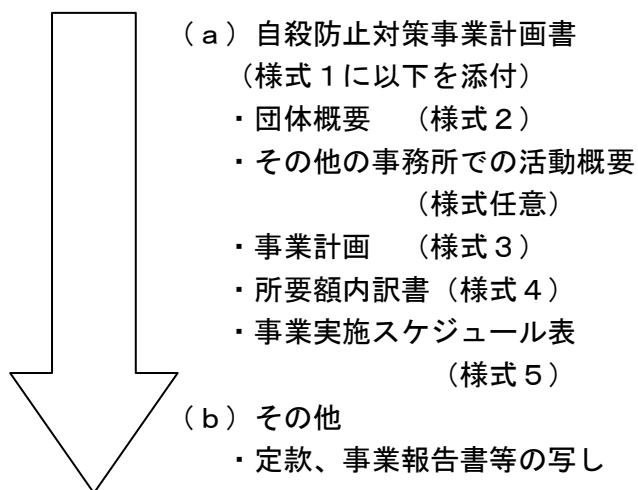 （ａ）自殺防止対策事業計画書
（様式１に以下を添付）
・団体概要　（様式２）
・その他の事務所での活動概要
（様式任意）
・事業計画　（様式３）
・所要額内訳書（様式４）
・事業実施スケジュール表
（様式５）
（ｂ）その他
・定款、事業報告書等の写し